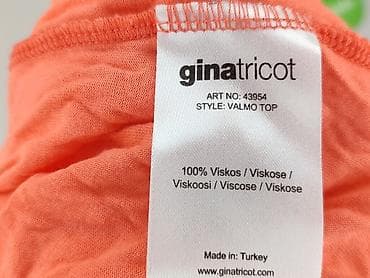 ginatricot
ART NO: 43954
STYLE: VALMO TOP
100% Viskos / Viskose /
Viskoosi / Viscose / Viskose
Made in: Turkey
www.ginatricot.com